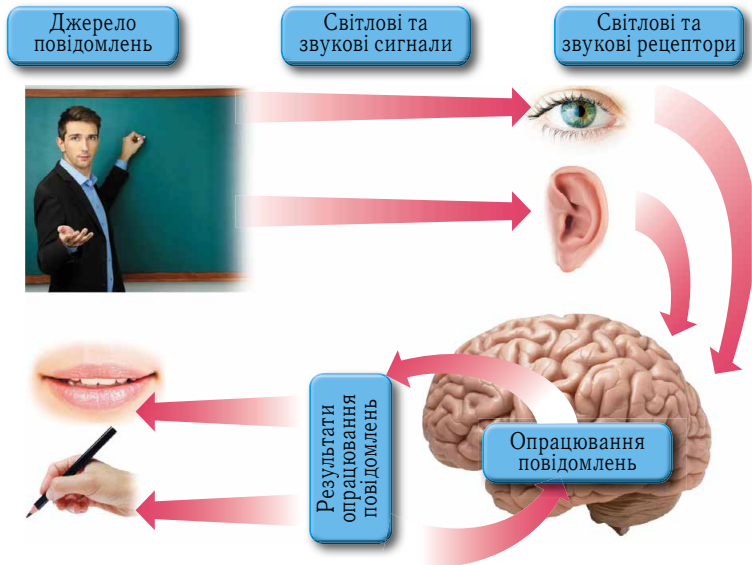 Джерело
повідомлень
Світлові та
звукові сигнали
Світлові та
звукові рецептори
Результати
опрацювання
повідомлень
Опрацювання
повідомлень